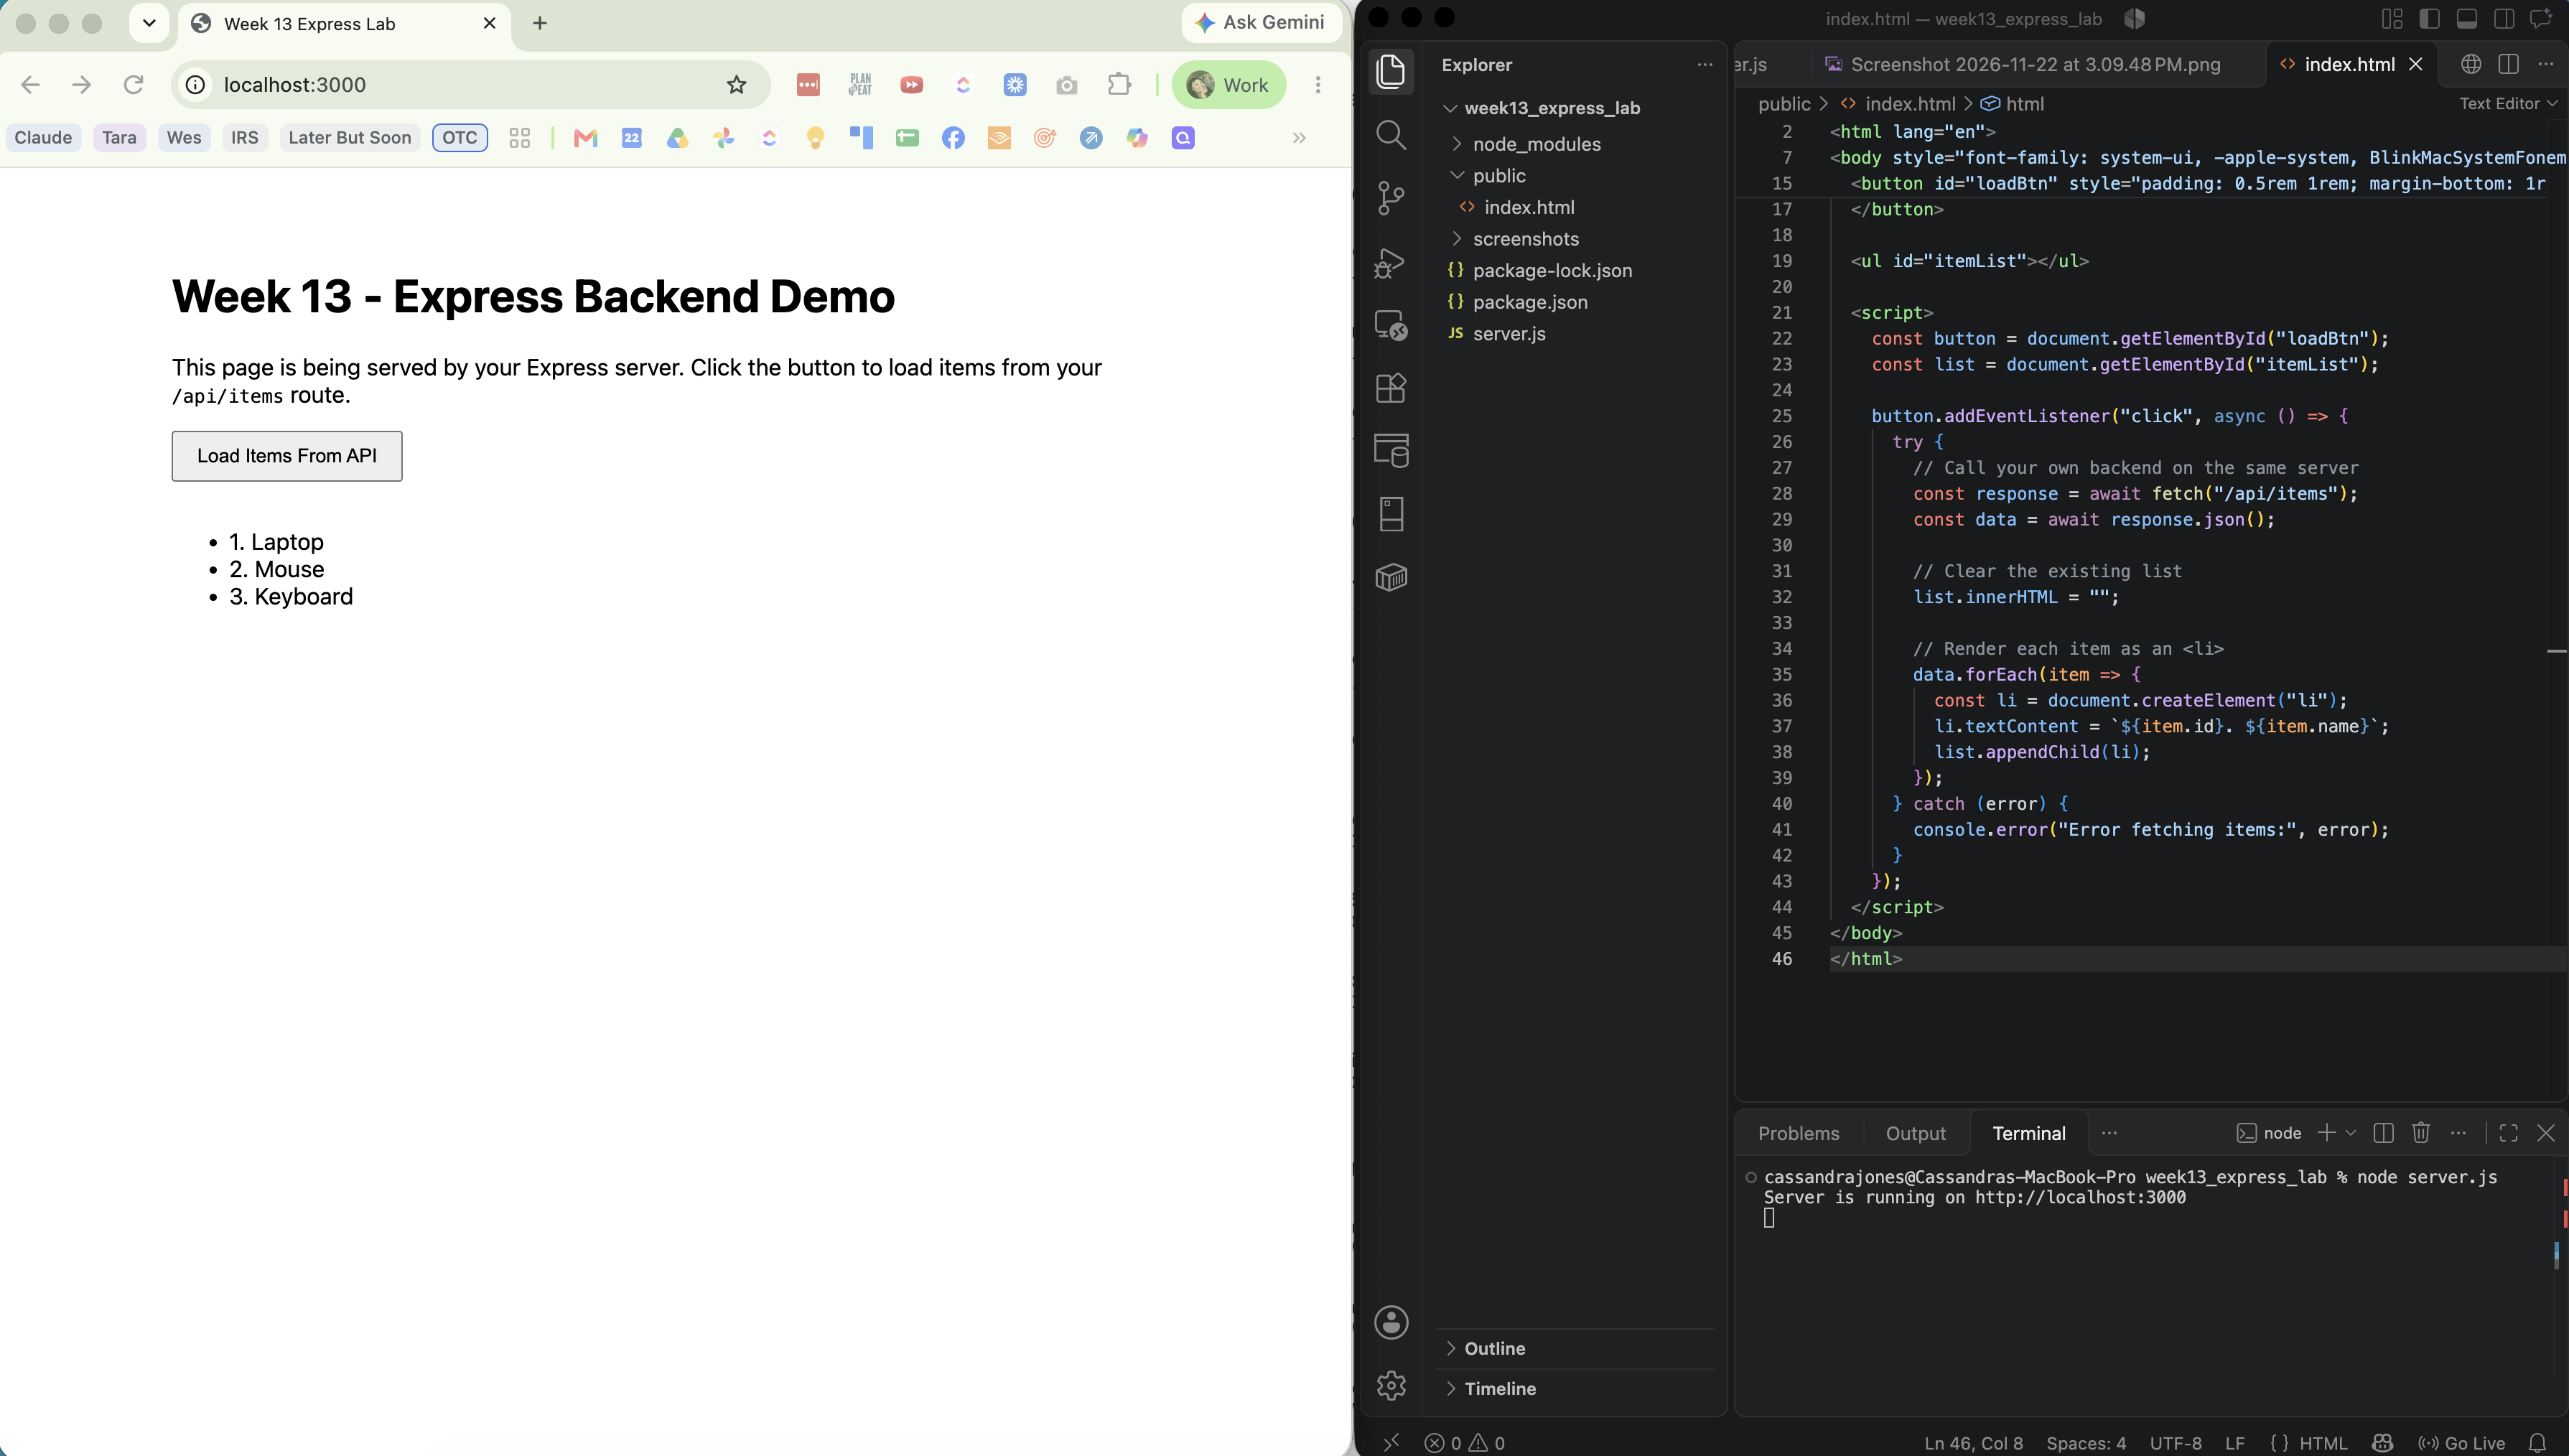 Week 13 Express Lab
Ask Gemini
localhost:3000
PLAN
EAT
Work
Claude
Tara
Wes
IRS
Later But Soon
OTC
22
Week 13 - Express Backend Demo
This page is being served by your Express server. Click the button to load items from your
/api/items route.
Load Items From API
• 1. Laptop
• 2. Mouse
• 3. Keyboard
index.html — week13_express_lab
Explorer
week13_express_lab
node_modules
public
<> index.html
screenshots
{} package-lock.json
{} package.json
JS server.js
Outline
Timeline
er.js
Screenshot 2026-11-22 at 3.09.48 PM.png
<> index.html
public > <> index.html > html
Text Editor
2 <html lang="en">
7 <body style="font-family: system-ui, -apple-system, BlinkMacSystemFonem
15 <button id="loadBtn" style="padding: 0.5rem 1rem; margin-bottom: 1r
17 </button>
18
19 <ul id="itemList"></ul>
20
21 <script>
22 const button = document.getElementById("loadBtn");
23 const list = document.getElementById("itemList");
24
25 button.addEventListener("click", async () => {
26 try {
27 // Call your own backend on the same server
28 const response = await fetch("/api/items");
29 const data = await response.json();
30
31 // Clear the existing list
32 list.innerHTML = "";
33
34 // Render each item as an <li>
35 data.forEach(item => {
36 const li = document.createElement("li");
37 li.textContent = `${item.id}. ${item.name}`;
38 list.appendChild(li);
39 });
40 } catch (error) {
41 console.error("Error fetching items:", error);
42 }
43 });
44 </script>
45 </body>
46 </html>
Problems
Output
Terminal
node
cassandrajones@Cassandras-MacBook-Pro week13_express_lab % node server.js
Server is running on http://localhost:3000
0
0
Ln 46, Col 8
Spaces: 4
UTF-8
LF
{} HTML
Go Live